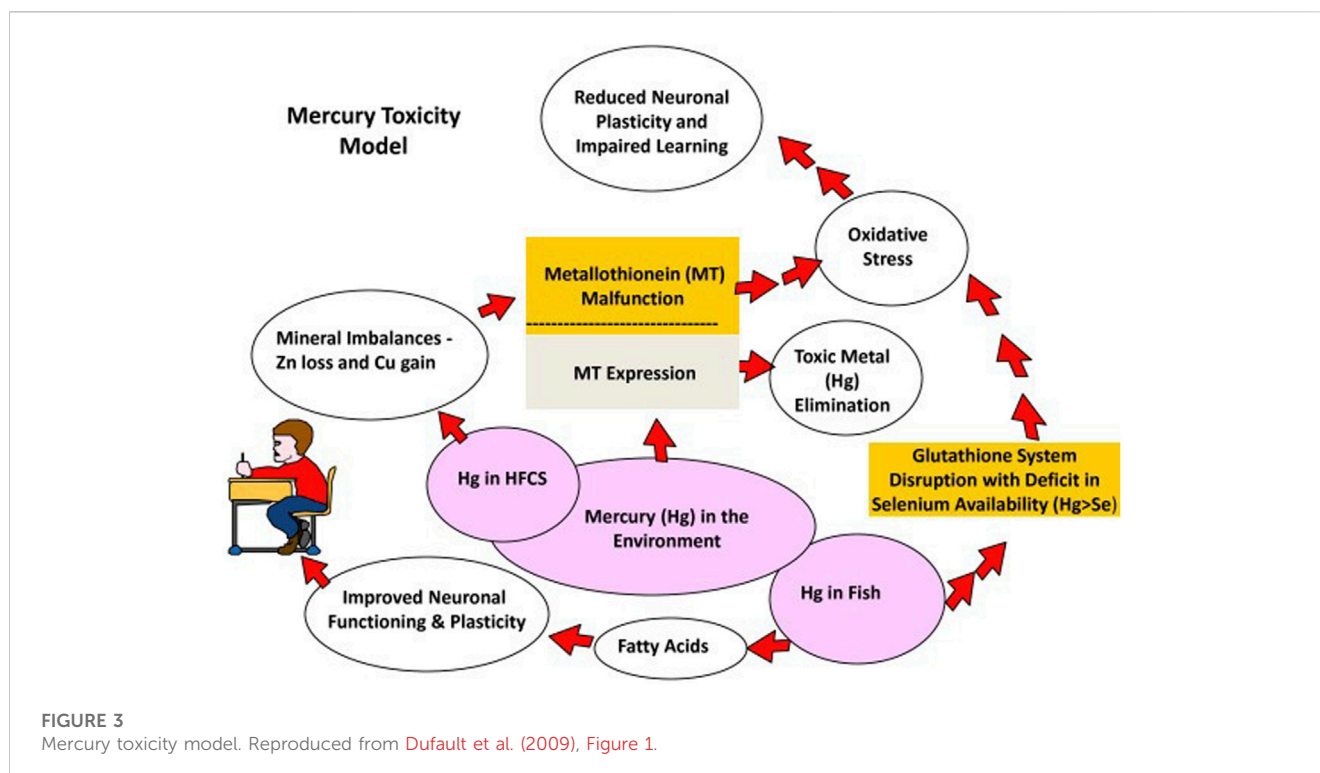 Mercury Toxicity
Model
Reduced Neuronal
Plasticity and
Impaired Learning
Oxidative
Stress
Metallothionein (MT)
Malfunction
--------------------------------
MT Expression
Mineral Imbalances -
Zn loss and Cu gain
Toxic Metal
(Hg)
Elimination
Hg in HFCS
Mercury (Hg) in the
Environment
Glutathione System
Disruption with Deficit in
Selenium Availability (Hg>Se)
Hg in Fish
Improved Neuronal
Functioning & Plasticity
Fatty Acids
FIGURE 3
Mercury toxicity model. Reproduced from Dufault et al. (2009), Figure 1.